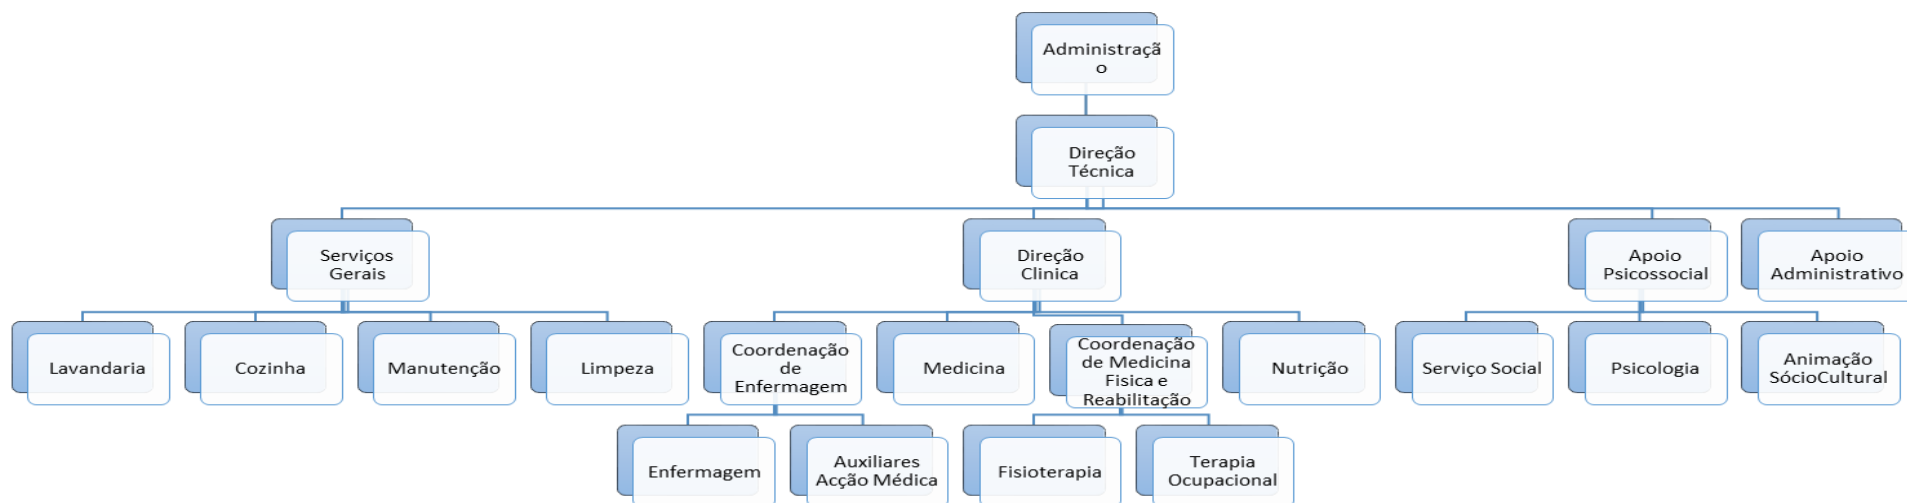 Administraçã
o
Direção
Técnica
Serviços
Gerais
Direção
Clinica
Apoio
Psicossocial
Apoio
Administrativo
Lavandaria
Cozinha
Manutenção
Limpeza
Coordenação
de
Enfermagem
Medicina
Coordenação
de Medicina
Fisica e
Reabilitação
Nutrição
Serviço Social
Psicologia
Animação
SócioCultural
Enfermagem
Auxiliares
Acção Médica
Fisioterapia
Terapia
Ocupacional